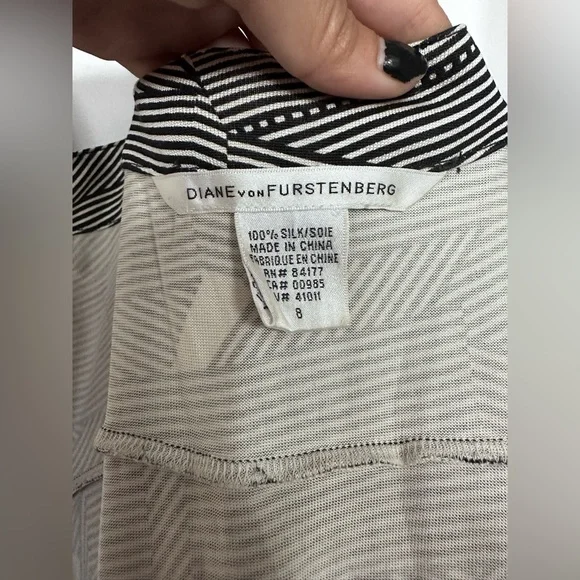 DIANE VON FURSTENBERG
100% SILK/SOIE
MADE IN CHINA
FABRIQUE EN CHINE
RN# 84177
CA# 00985
V# 41011
8